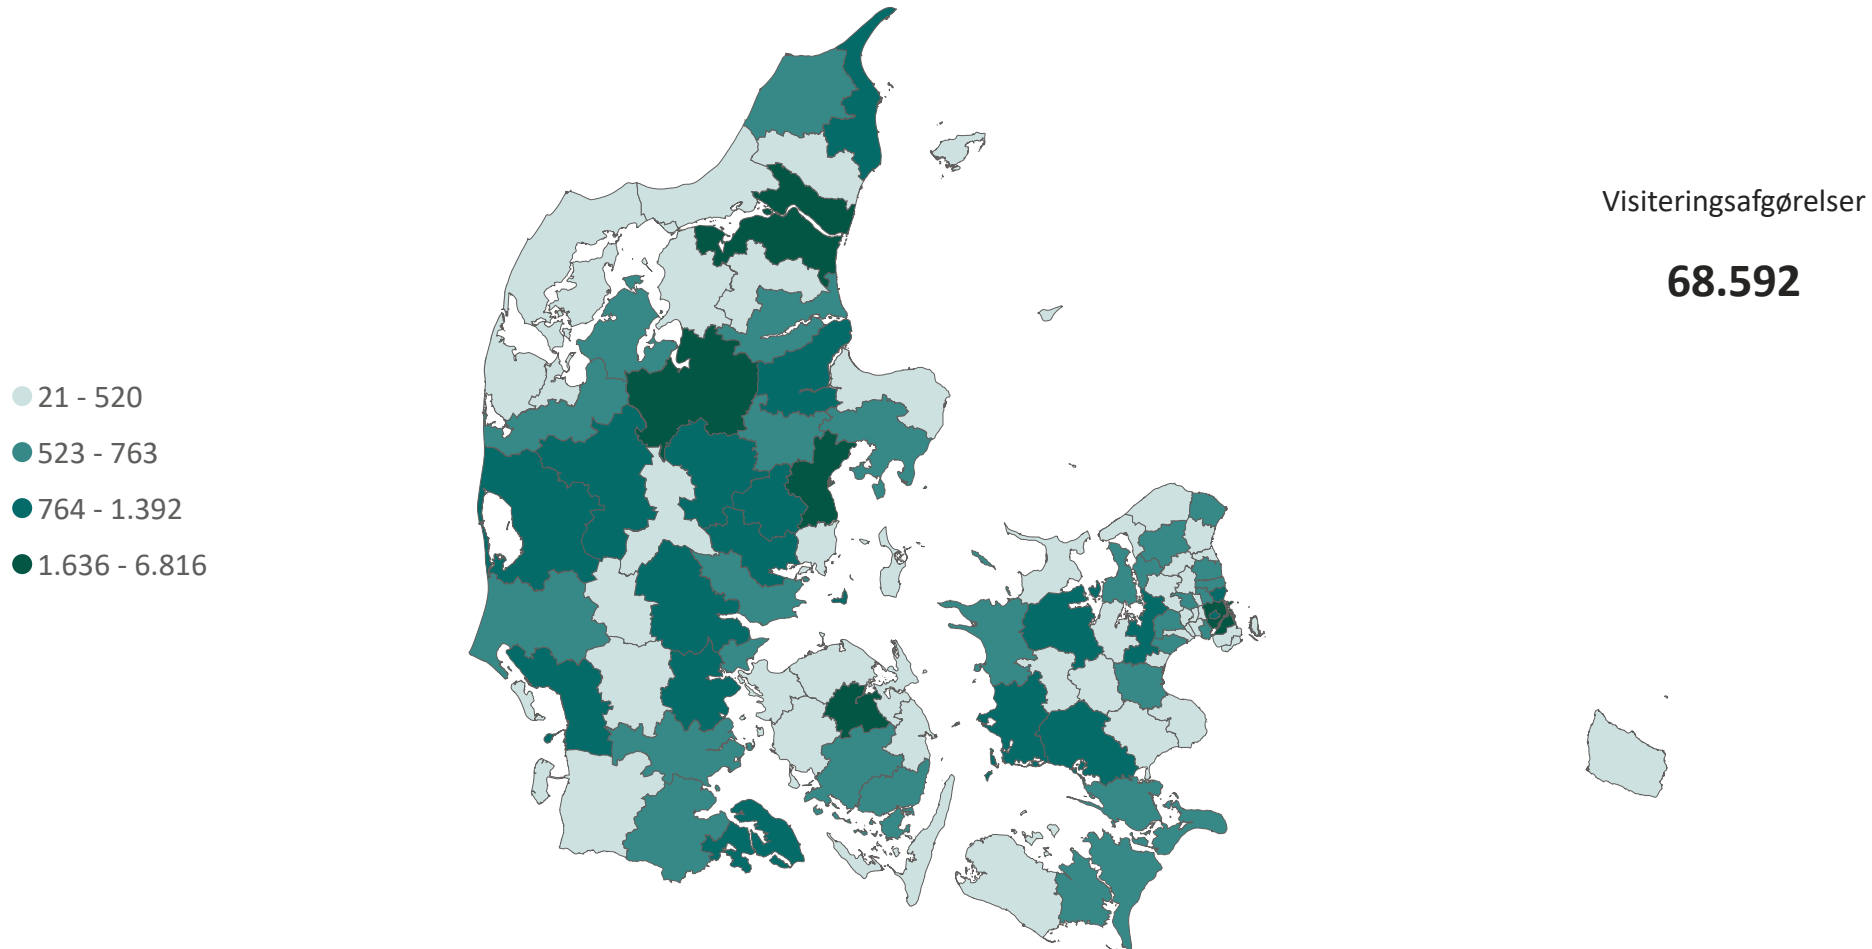 Visiteringsafgørelser
68.592
21 - 520
523 - 763
764 - 1.392
1.636 - 6.816